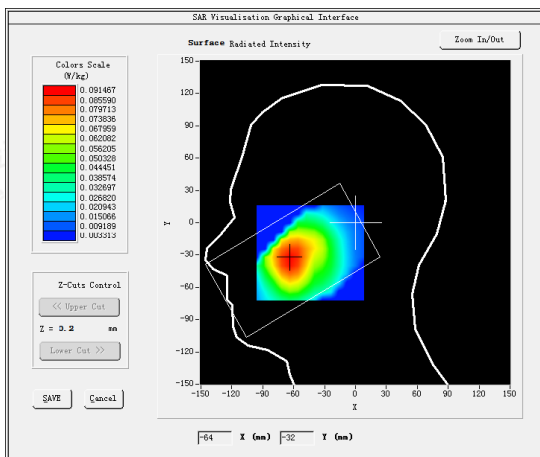 SAR Visualisation Graphical Interface
Surface Radiated Intensity
Zoom In/Out
Colors Scale
(W/kg)
0.091467
0.085590
0.079713
0.073836
0.067959
0.062082
0.056205
0.050328
0.044451
0.038574
0.032697
0.026820
0.020943
0.015066
0.009189
0.003313
Z-Cuts Control
<< Upper Cut
Z = 0.2 mm
Lower Cut >>
SAVE
Cancel
150-
120-
90-
60-
30-
0-
-30-
-60-
-90-
-120-
-150-
Y
-150 -120 -90 -60 -30 0 30 60 90 120 150
X
-64 X (mm) -32 Y (mm)